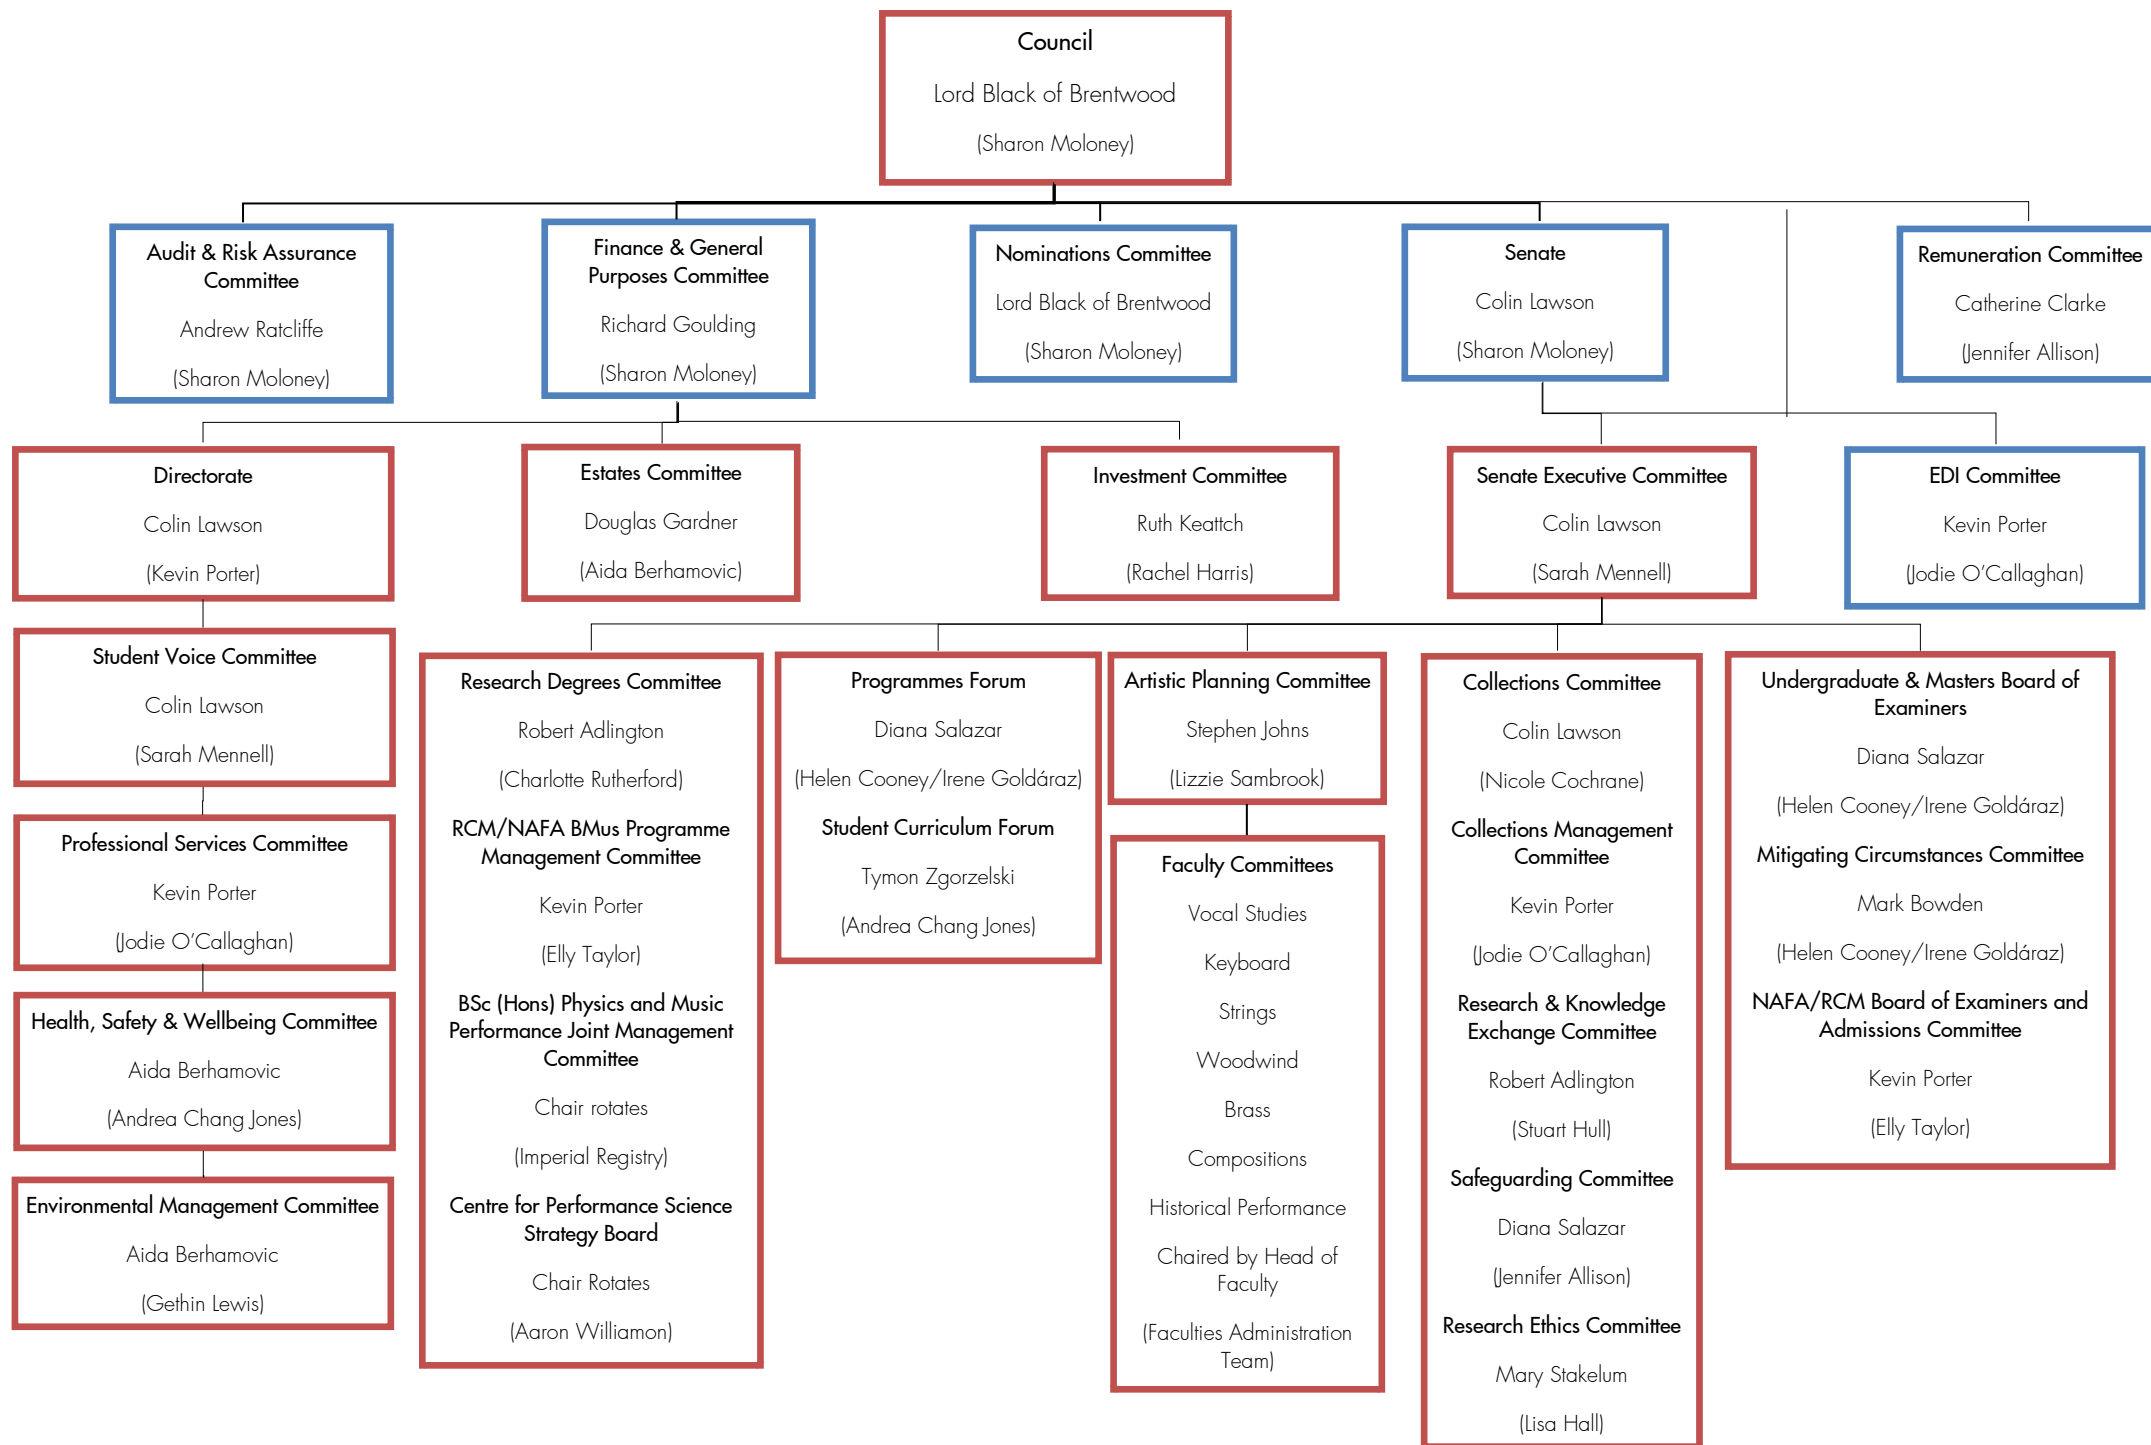 Council
Lord Black of Brentwood
(Sharon Moloney)
Audit & Risk Assurance
Committee
Andrew Ratcliffe
(Sharon Moloney)
Finance & General
Purposes Committee
Richard Goulding
(Sharon Moloney)
Nominations Committee
Lord Black of Brentwood
(Sharon Moloney)
Senate
Colin Lawson
(Sharon Moloney)
Remuneration Committee
Catherine Clarke
(Jennifer Allison)
Directorate
Colin Lawson
(Kevin Porter)
Estates Committee
Douglas Gardner
(Aida Berhamovic)
Investment Committee
Ruth Keattch
(Rachel Harris)
Senate Executive Committee
Colin Lawson
(Sarah Mennell)
EDI Committee
Kevin Porter
(Jodie O'Callaghan)
Student Voice Committee
Colin Lawson
(Sarah Mennell)
Professional Services Committee
Kevin Porter
(Jodie O'Callaghan)
Health, Safety & Wellbeing Committee
Aida Berhamovic
(Andrea Chang Jones)
Environmental Management Committee
Aida Berhamovic
(Gethin Lewis)
Research Degrees Committee
Robert Adlington
(Charlotte Rutherford)
RCM/NAFA BMus Programme
Management Committee
Kevin Porter
(Elly Taylor)
BSc (Hons) Physics and Music
Performance Joint Management
Committee
Chair rotates
(Imperial Registry)
Centre for Performance Science
Strategy Board
Chair Rotates
(Aaron Williamon)
Programmes Forum
Diana Salazar
(Helen Cooney/Irene Goldáraz)
Student Curriculum Forum
Tymon Zgorzelski
(Andrea Chang Jones)
Artistic Planning Committee
Stephen Johns
(Lizzie Sambrook)
Faculty Committees
Vocal Studies
Keyboard
Strings
Woodwind
Brass
Compositions
Historical Performance
Chaired by Head of
Faculty
(Faculties Administration
Team)
Collections Committee
Colin Lawson
(Nicole Cochrane)
Collections Management
Committee
Kevin Porter
(Jodie O'Callaghan)
Research & Knowledge
Exchange Committee
Robert Adlington
(Stuart Hull)
Safeguarding Committee
Diana Salazar
(Jennifer Allison)
Research Ethics Committee
Mary Stakelum
(Lisa Hall)
Undergraduate & Masters Board of
Examiners
Diana Salazar
(Helen Cooney/Irene Goldáraz)
Mitigating Circumstances Committee
Mark Bowden
(Helen Cooney/Irene Goldáraz)
NAFA/RCM Board of Examiners and
Admissions Committee
Kevin Porter
(Elly Taylor)